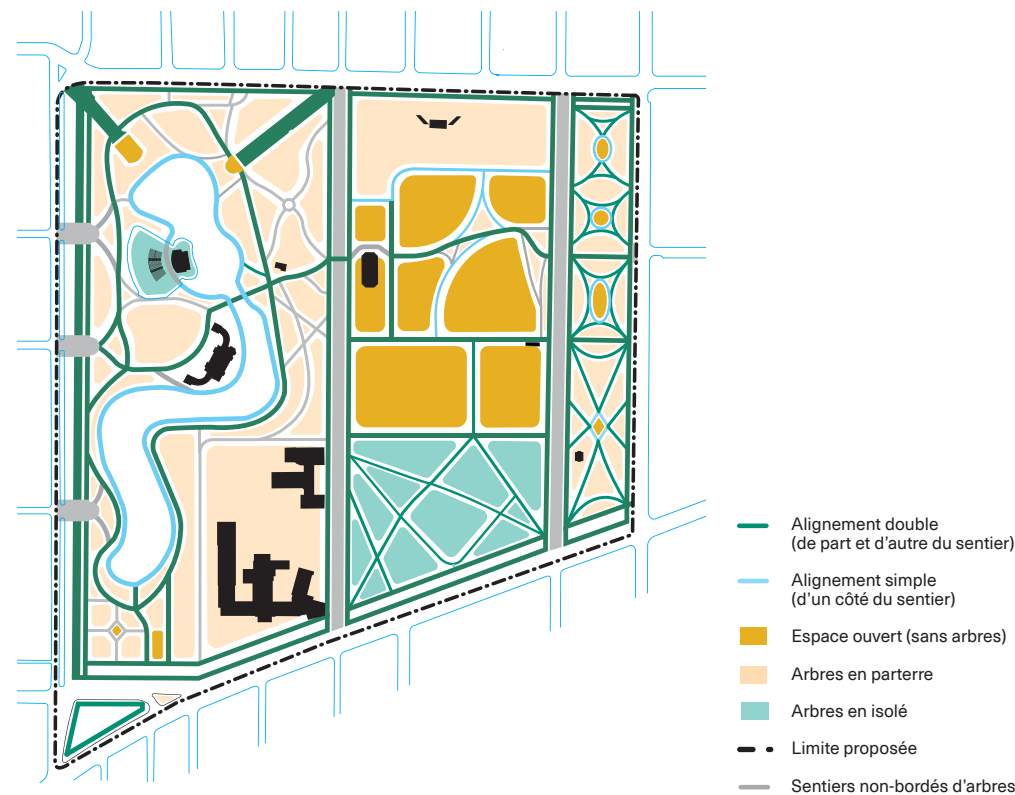 Alignement double
(de part et d'autre du sentier)
Alignement simple
(d'un côté du sentier)
Espace ouvert (sans arbres)
Arbres en parterre
Arbres en isolé
Limite proposée
Sentiers non-bordés d'arbres